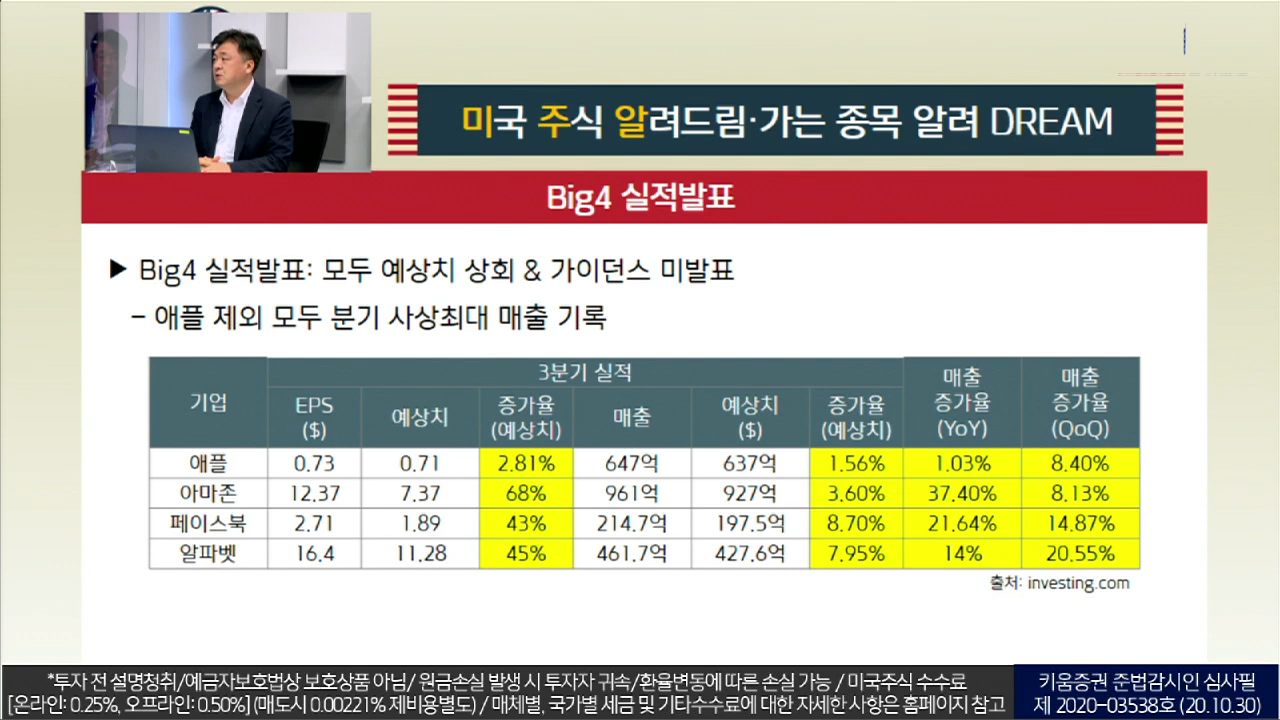 미국 주식 알려드림·가는 종목 알려 DREAM
Big4 실적발표
▶ Big4 실적발표: 모두 예상치 상회 & 가이던스 미발표
– 애플 제외 모두 분기 사상최대 매출 기록
기업 3분기 실적 매출 증가율 (YoY) 매출 증가율 (QoQ)
EPS ($) 예상치 증가율 (예상치) 매출 예상치 ($) 증가율 (예상치)
애플 0.73 0.71 2.81% 647억 637억 1.56% 1.03% 8.40%
아마존 12.37 7.37 68% 961억 927억 3.60% 37.40% 8.13%
페이스북 2.71 1.89 43% 214.7억 197.5억 8.70% 21.64% 14.87%
알파벳 16.4 11.28 45% 461.7억 427.6억 7.95% 14% 20.55%
출처: investing.com
*투자 전 설명청취/예금자보호법상 보호상품 아님/ 원금손실 발생 시 투자자 귀속/환율변동에 따른 손실 가능 / 미국주식 수수료
[온라인: 0.25%, 오프라인: 0.50%] (매도시 0.00221% 제비용별도) / 매체별, 국가별 세금 및 기타수수료에 대한 자세한 사항은 홈페이지 참고
키움증권 준법감시인 심사필
제 2020-03538호 (20.10.30)